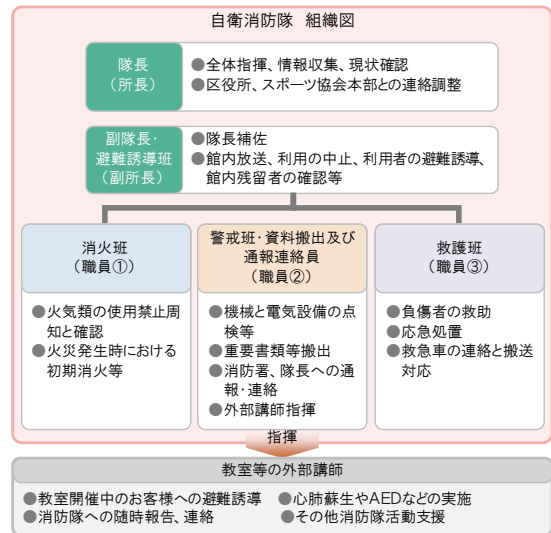 自衛消防隊 組織図
隊長
（所長）
●全体指揮、情報収集、現状確認
●区役所、スポーツ協会本部との連絡調整
副隊長・
避難誘導班
（副所長）
●隊長補佐
●館内放送、利用の中止、利用者の避難誘導、
館内残留者の確認等
消火班
（職員①）
●火気類の使用禁止周
知と確認
●火災発生時における
初期消火等
警戒班・資料搬出及び
通報連絡員
（職員②）
●機械と電気設備の点
検等
●重要書類等搬出
●消防署、隊長への通
報・連絡
●外部講師指揮
救護班
（職員③）
●負傷者の救助
●応急処置
●救急車の連絡と搬送
対応
指揮
教室等の外部講師
●教室開催中のお客様への避難誘導
●消防隊への随時報告、連絡
●心肺蘇生やAEDなどの実施
●その他消防隊活動支援